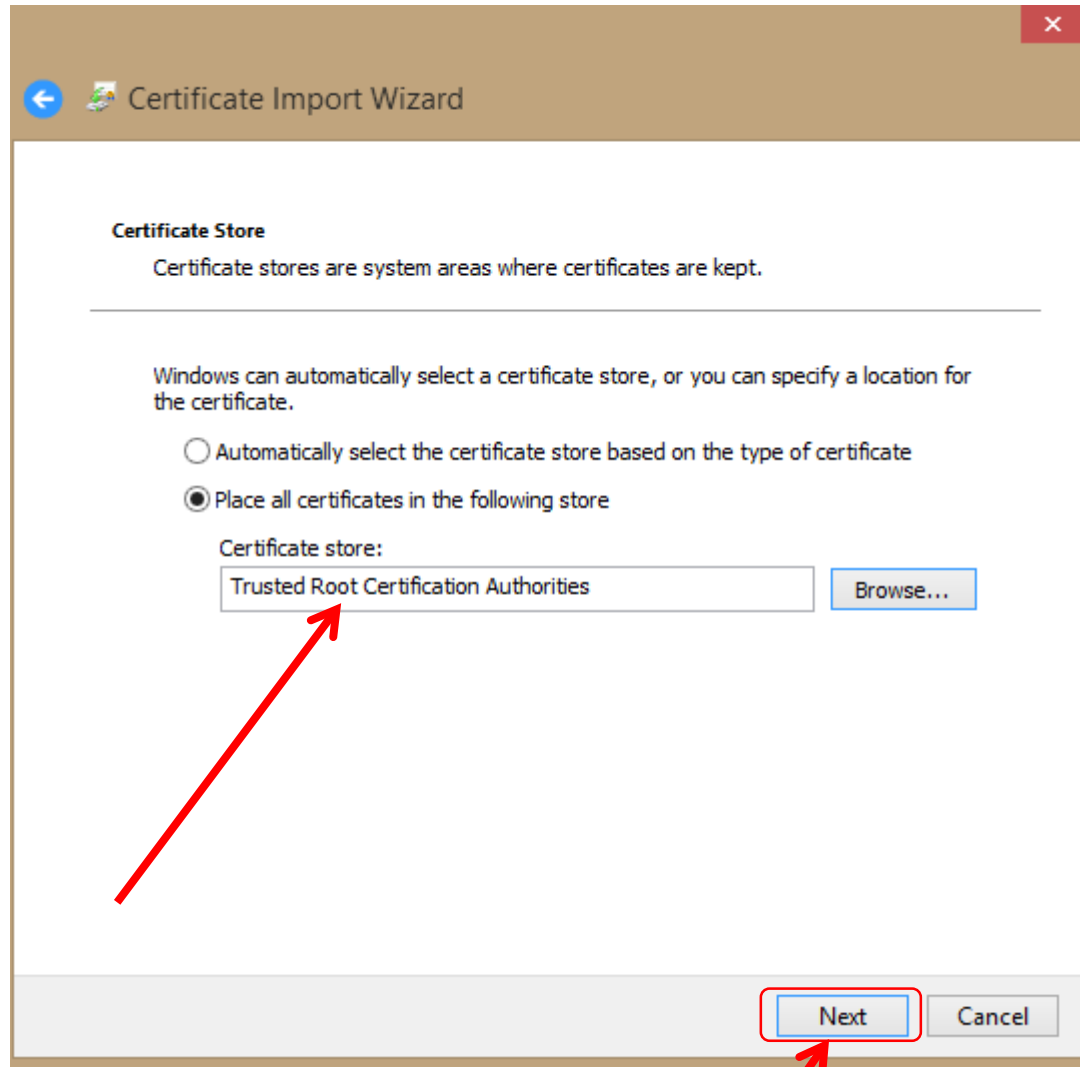 Certificate Import Wizard
Certificate Store
Certificate stores are system areas where certificates are kept.
Windows can automatically select a certificate store, or you can specify a location for
the certificate.
Automatically select the certificate store based on the type of certificate
Place all certificates in the following store
Certificate store:
Trusted Root Certification Authorities
Browse...
Next
Cancel